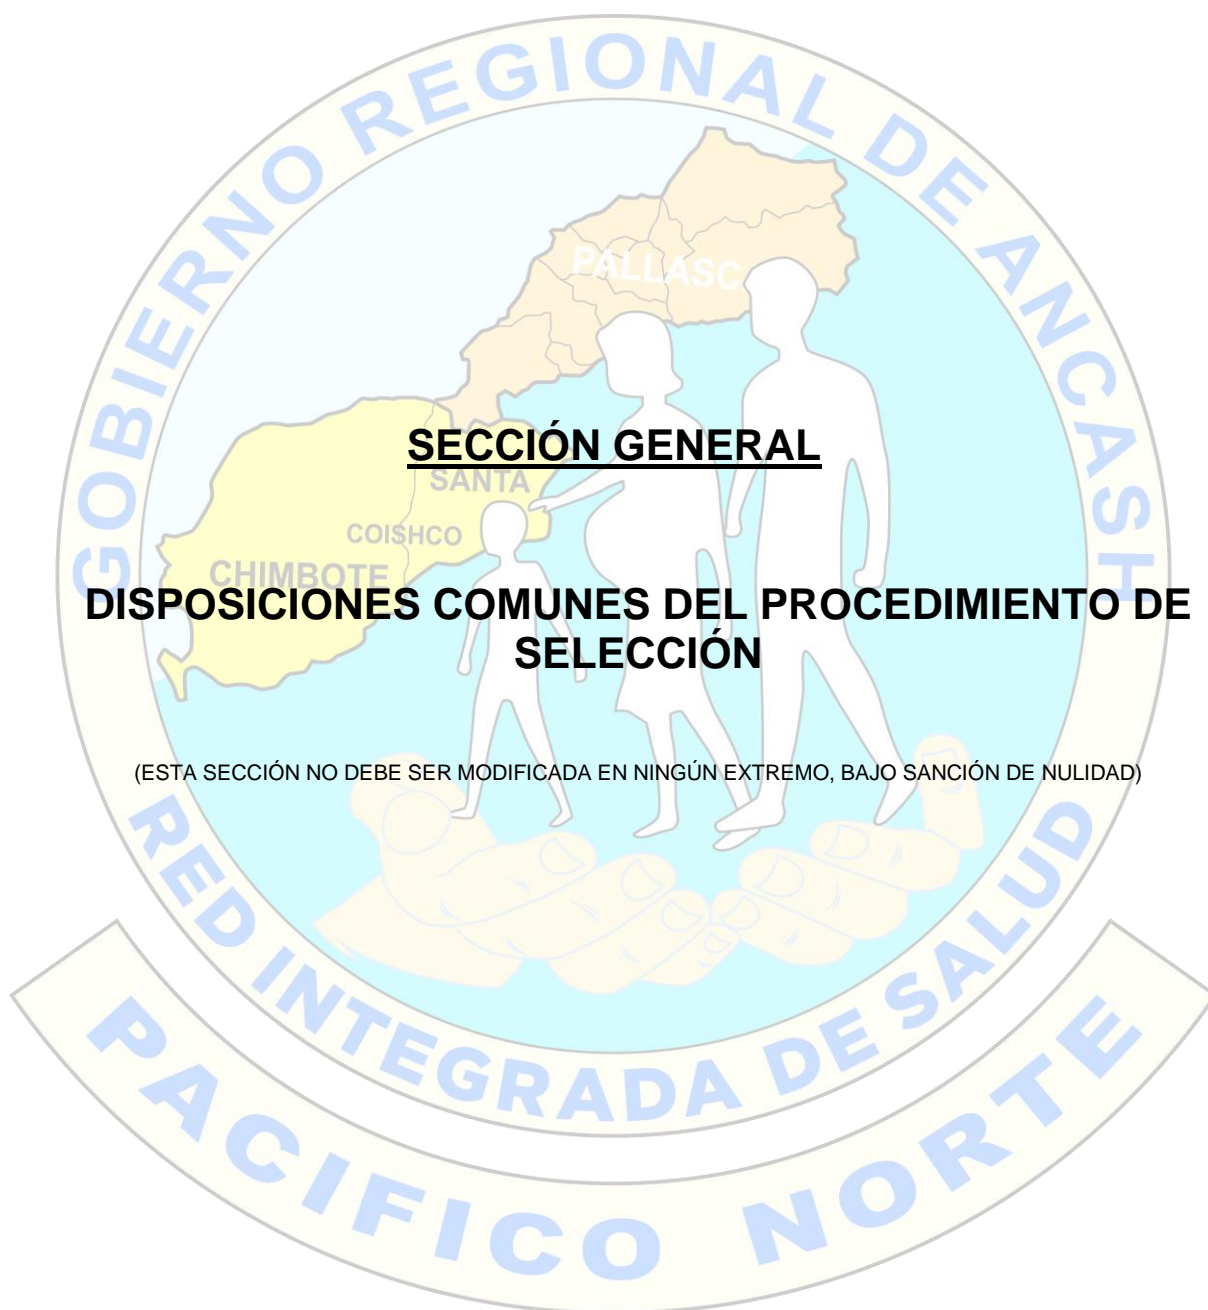 GOBIERNO REGIONAL DE ANCASH
PALLASC
SECCIÓN GENERAL
SANTA
COISHCO
CHIMBOTE
DISPOSICIONES COMUNES DEL PROCEDIMIENTO DE
SELECCIÓN
(ESTA SECCIÓN NO DEBE SER MODIFICADA EN NINGÚN EXTREMO, BAJO SANCIÓN DE NULIDAD)
RED INTEGRADA DE SALUD
PACIFICO NORTE